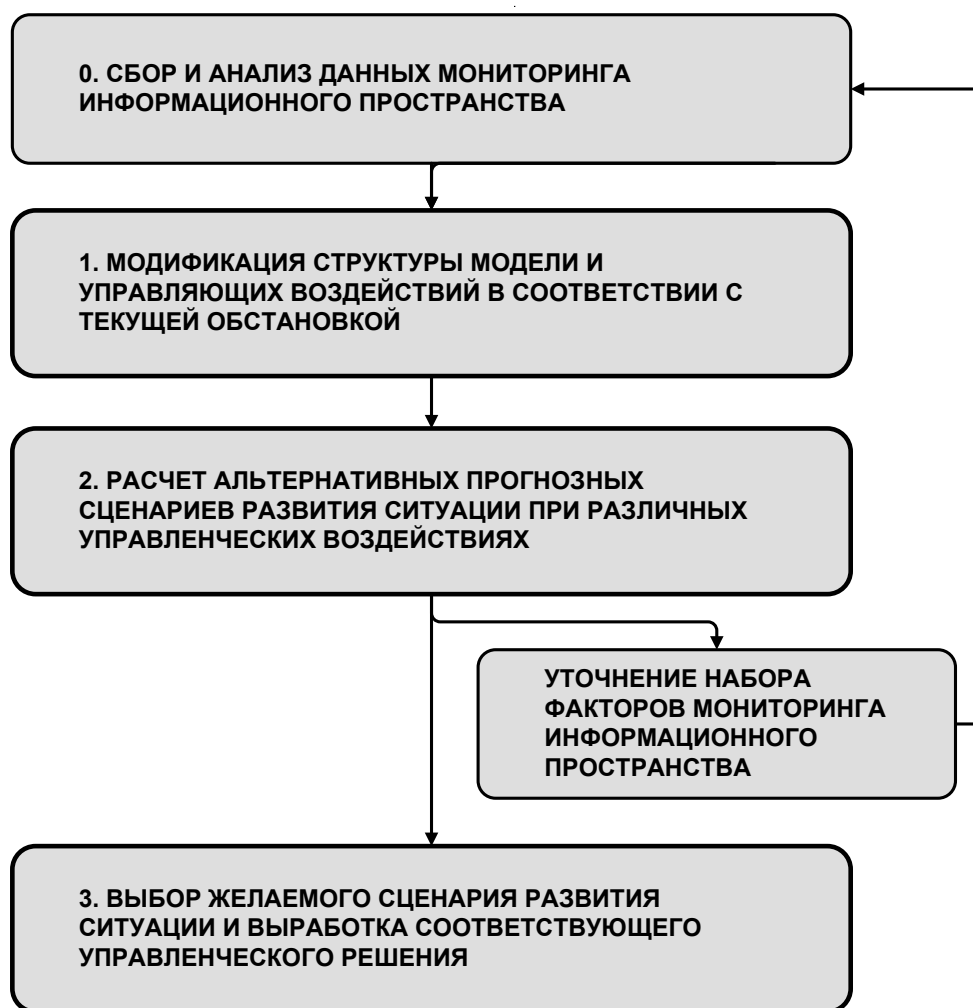 0. СБОР И АНАЛИЗ ДАННЫХ МОНИТОРИНГА
ИНФОРМАЦИОННОГО ПРОСТРАНСТВА
1. МОДИФИКАЦИЯ СТРУКТУРЫ МОДЕЛИ И
УПРАВЛЯЮЩИХ ВОЗДЕЙСТВИЙ В СООТВЕТСТВИИ С
ТЕКУЩЕЙ ОБСТАНОВКОЙ
2. РАСЧЕТ АЛЬТЕРНАТИВНЫХ ПРОГНОЗНЫХ
СЦЕНАРИЕВ РАЗВИТИЯ СИТУАЦИИ ПРИ РАЗЛИЧНЫХ
УПРАВЛЕНЧЕСКИХ ВОЗДЕЙСТВИЯХ
УТОЧНЕНИЕ НАБОРА
ФАКТОРОВ МОНИТОРИНГА
ИНФОРМАЦИОННОГО
ПРОСТРАНСТВА
3. ВЫБОР ЖЕЛАЕМОГО СЦЕНАРИЯ РАЗВИТИЯ
СИТУАЦИИ И ВЫРАБОТКА СООТВЕТСТВУЮЩЕГО
УПРАВЛЕНЧЕСКОГО РЕШЕНИЯ